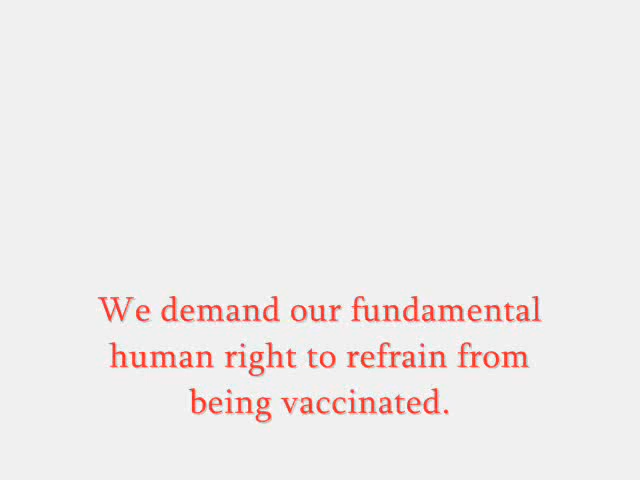 We demand our fundamental
human right to refrain from
being vaccinated.